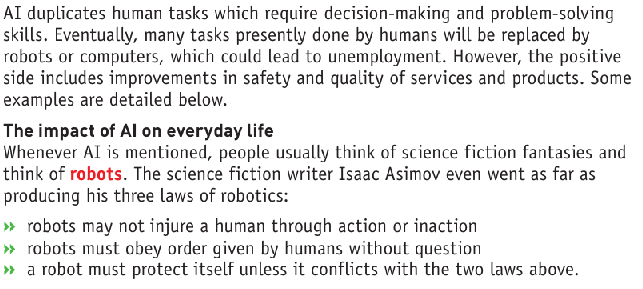 AI duplicates human tasks which require decision-making and problem-solving
skills. Eventually, many tasks presently done by humans will be replaced by
robots or computers, which could lead to unemployment. However, the positive
side includes improvements in safety and quality of services and products. Some
examples are detailed below.
The impact of AI on everyday life
Whenever AI is mentioned, people usually think of science fiction fantasies and
think of robots. The science fiction writer Isaac Asimov even went as far as
producing his three laws of robotics:
» robots may not injure a human through action or inaction
» robots must obey order given by humans without question
» a robot must protect itself unless it conflicts with the two laws above.